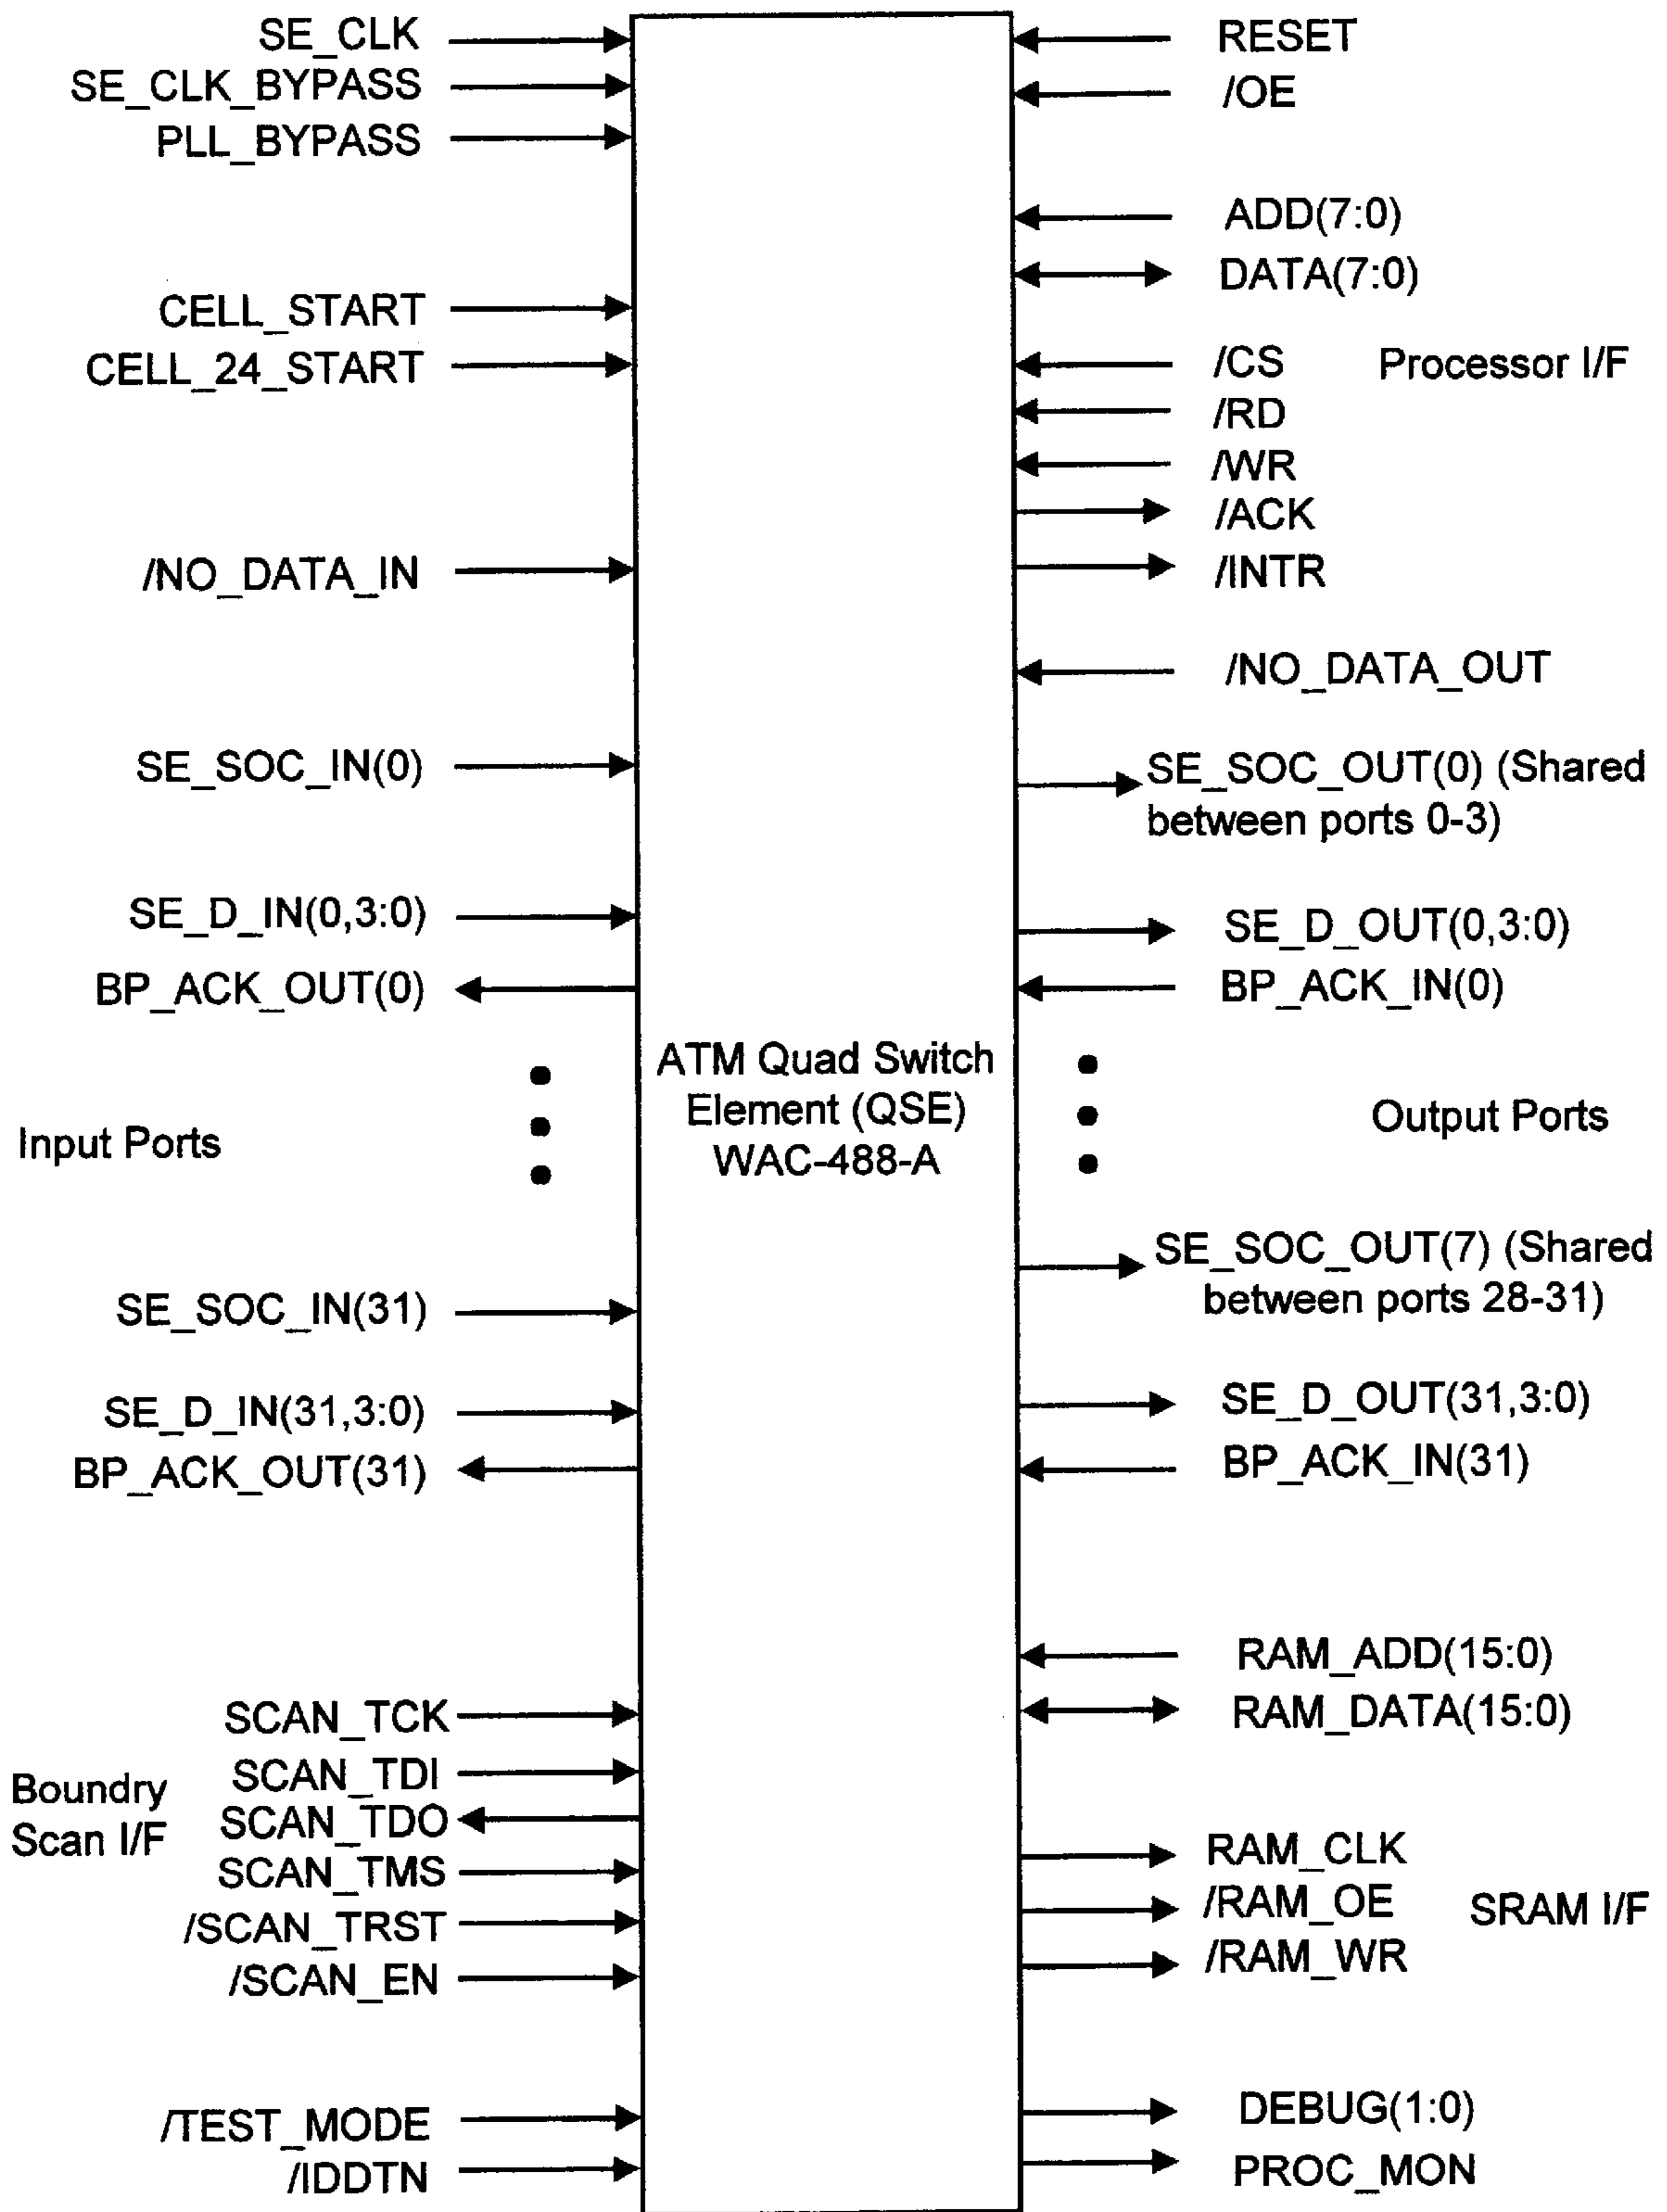 SE_CLK
SE_CLK_BYPASS
PLL_BYPASS
CELL_START
CELL_24_START
/NO_DATA_IN
SE_SOC_IN(0)
SE_D_IN(0,3:0)
BP_ACK_OUT(0)
Input Ports
SE_SOC_IN(31)
SE_D_IN(31,3:0)
BP_ACK_OUT(31)
SCAN_TCK
SCAN_TDI
Boundry
Scan I/F
SCAN_TDO
SCAN_TMS
/SCAN_TRST
/SCAN_EN
/TEST_MODE
/IDDTN
ATM Quad Switch
Element (QSE)
WAC-488-A
RESET
/OE
ADD(7:0)
DATA(7:0)
/CS
Processor I/F
/RD
/WR
/ACK
/INTR
/NO_DATA_OUT
SE_SOC_OUT(0) (Shared
between ports 0-3)
SE_D_OUT(0,3:0)
BP_ACK_IN(0)
Output Ports
SE_SOC_OUT(7) (Shared
between ports 28-31)
SE_D_OUT(31,3:0)
BP_ACK_IN(31)
RAM_ADD(15:0)
RAM_DATA(15:0)
RAM_CLK
/RAM_OE
SRAM I/F
/RAM_WR
DEBUG(1:0)
PROC_MON